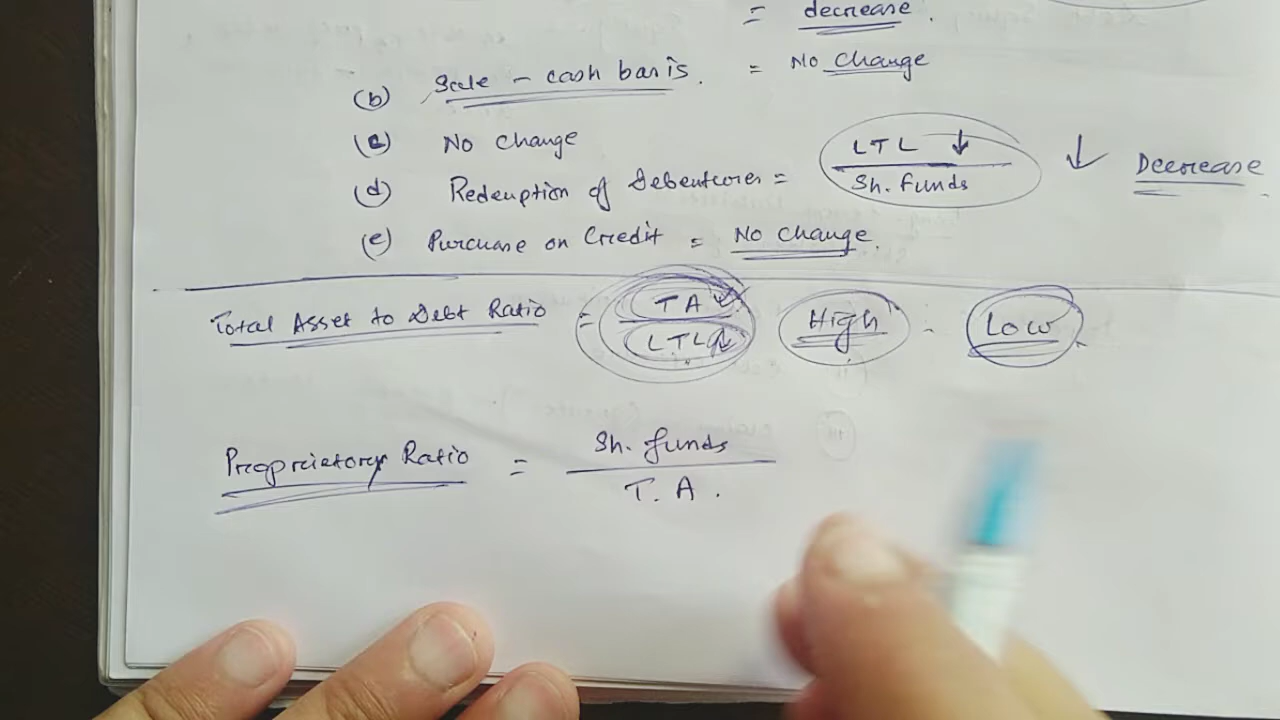 = decrease.
(b) Sale - cash basis. = No change
(c) No change
(d) Redemption of Debentures = LTL ↓ / Sh. funds ↓ Decrease
(e) Purchase on Credit = No change.
Total Asset to Debt Ratio = TA / LTL High Low
Proprietory Ratio = Sh. funds / T. A.